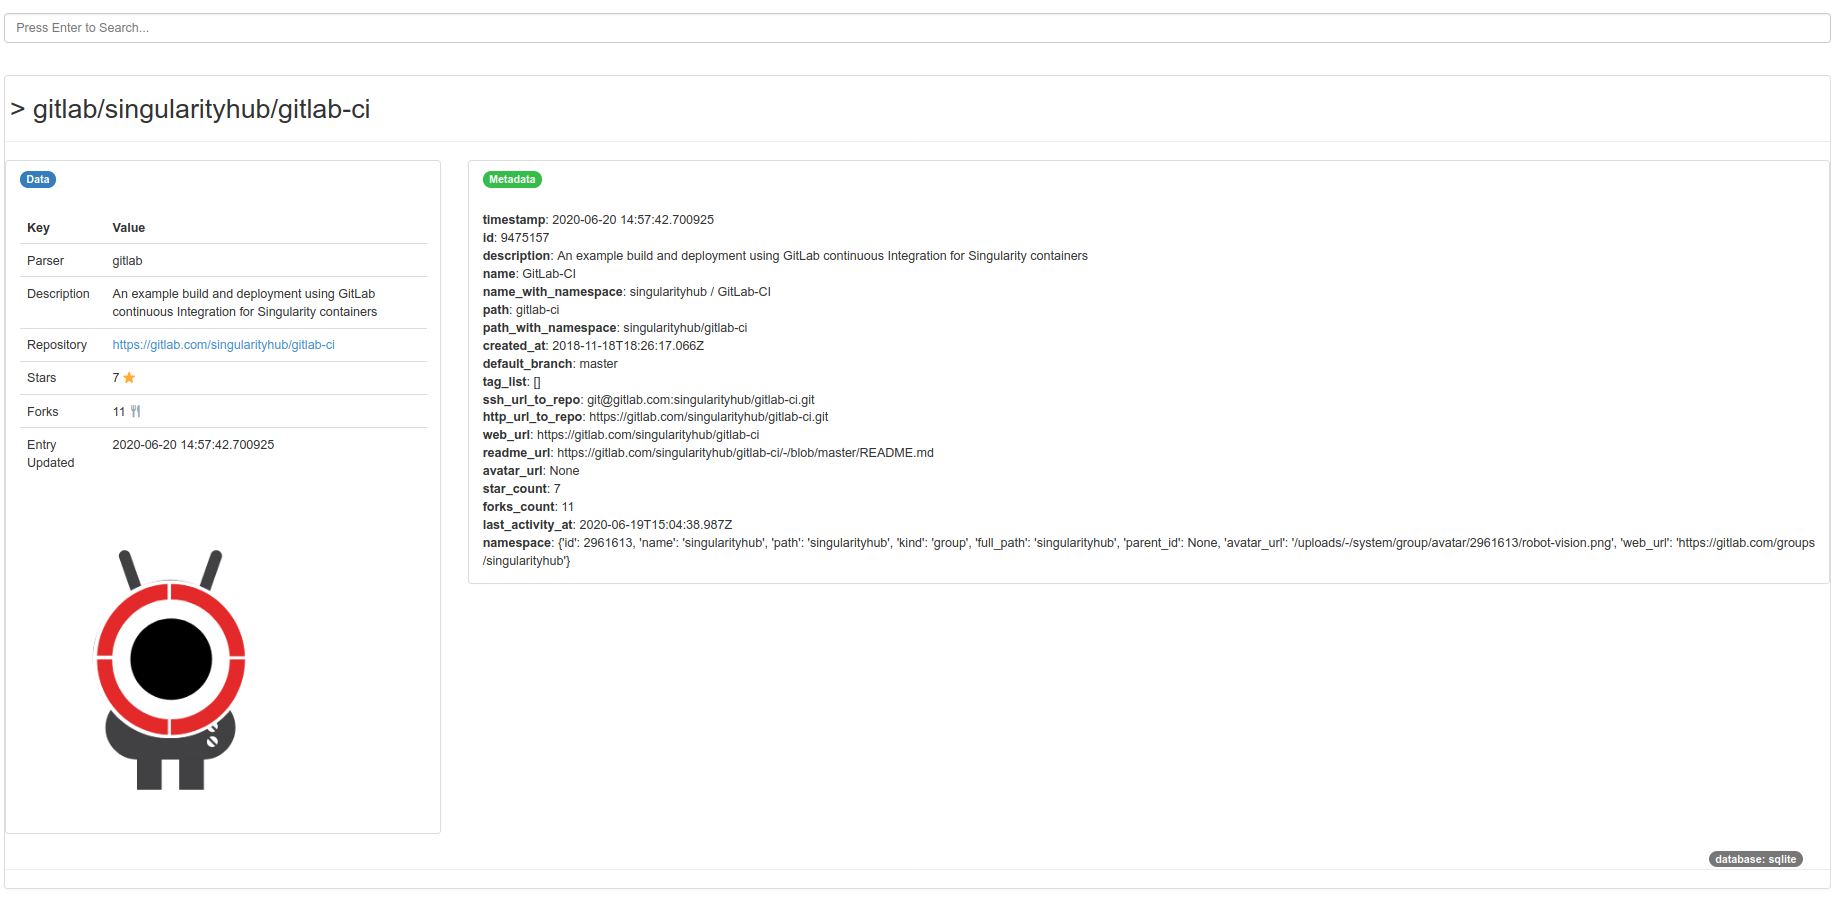 Press Enter to Search...
> gitlab/singularityhub/gitlab-ci
Data
Key Value
Parser gitlab
Description An example build and deployment using GitLab
continuous Integration for Singularity containers
Repository https://gitlab.com/singularityhub/gitlab-ci
Stars 7
Forks 11
Entry 2020-06-20 14:57:42.700925
Updated
Metadata
timestamp: 2020-06-20 14:57:42.700925
id: 9475157
description: An example build and deployment using GitLab continuous Integration for Singularity containers
name: GitLab-CI
name_with_namespace: singularityhub / GitLab-CI
path: gitlab-ci
path_with_namespace: singularityhub/gitlab-ci
created_at: 2018-11-18T18:26:17.066Z
default_branch: master
tag_list: []
ssh_url_to_repo: git@gitlab.com:singularityhub/gitlab-ci.git
http_url_to_repo: https://gitlab.com/singularityhub/gitlab-ci.git
web_url: https://gitlab.com/singularityhub/gitlab-ci
readme_url: https://gitlab.com/singularityhub/gitlab-ci/-/blob/master/README.md
avatar_url: None
star_count: 7
forks_count: 11
last_activity_at: 2020-06-19T15:04:38.987Z
namespace: {'id': 2961613, 'name': 'singularityhub', 'path': 'singularityhub', 'kind': 'group', 'full_path': 'singularityhub', 'parent_id': None, 'avatar_url': '/uploads/-/system/group/avatar/2961613/robot-vision.png', 'web_url': 'https://gitlab.com/groups
/singularityhub'}
database: sqlite